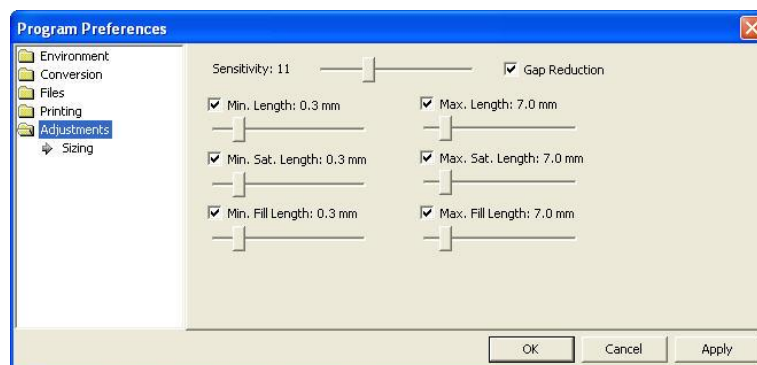 Program Preferences
Environment
Conversion
Files
Printing
Adjustments
Sizing
Sensitivity: 11
Gap Reduction
Min. Length: 0.3 mm
Max. Length: 7.0 mm
Min. Sat. Length: 0.3 mm
Max. Sat. Length: 7.0 mm
Min. Fill Length: 0.3 mm
Max. Fill Length: 7.0 mm
OK
Cancel
Apply